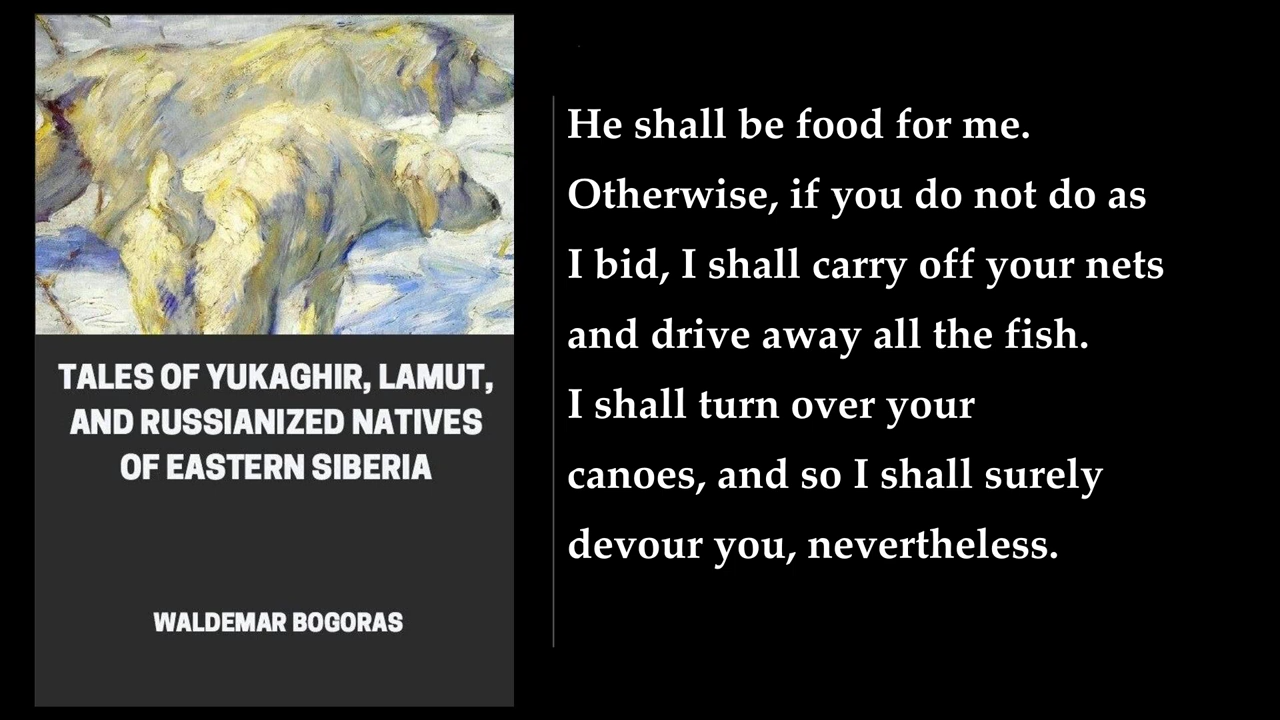 TALES OF YUKAGHIR, LAMUT,
AND RUSSIANIZED NATIVES
OF EASTERN SIBERIA
WALDEMAR BOGORAS
He shall be food for me.
Otherwise, if you do not do as
I bid, I shall carry off your nets
and drive away all the fish.
I shall turn over your
canoes, and so I shall surely
devour you, nevertheless.